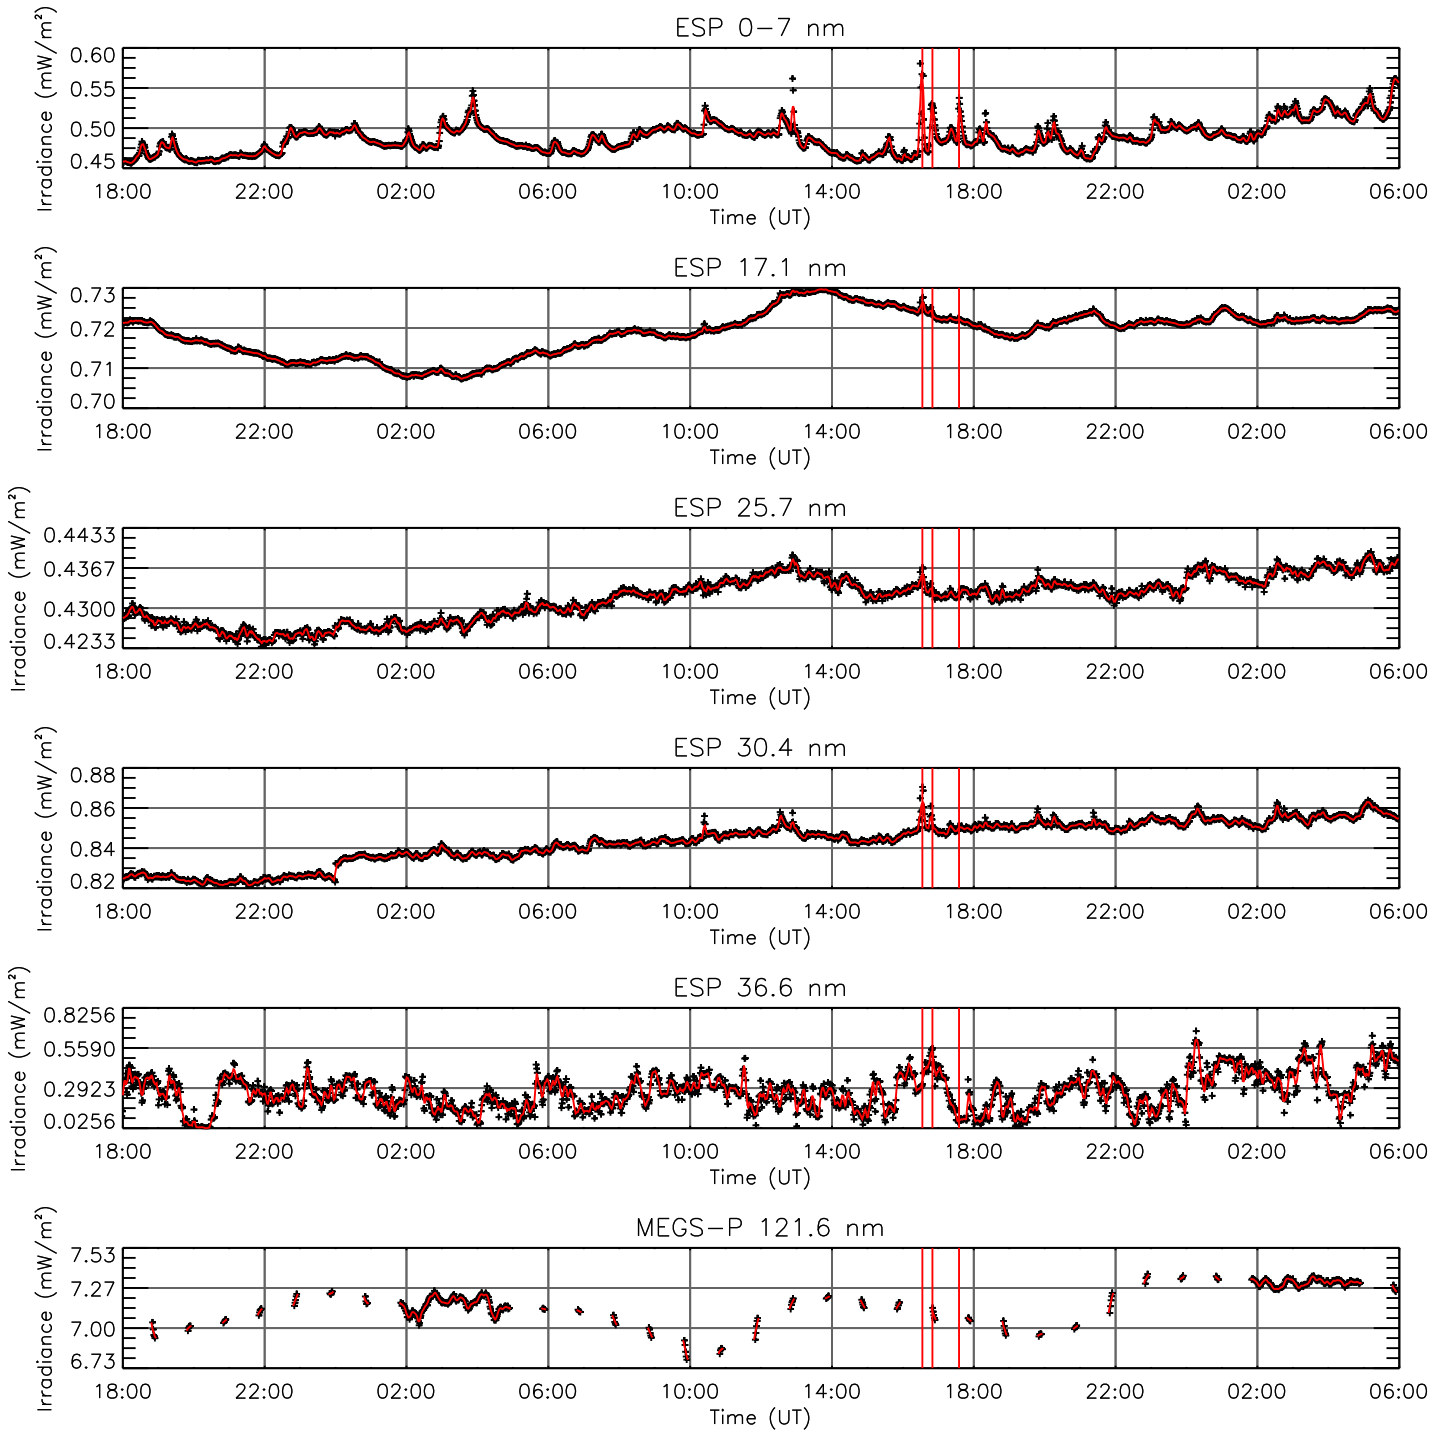 ESP 0−7 nm
Irradiance (mW/m²)
0.60
0.55
0.50
0.45
18:00 22:00 02:00 06:00 10:00 14:00 18:00 22:00 02:00 06:00
Time (UT)
ESP 17.1 nm
Irradiance (mW/m²)
0.73
0.72
0.71
0.70
18:00 22:00 02:00 06:00 10:00 14:00 18:00 22:00 02:00 06:00
Time (UT)
ESP 25.7 nm
Irradiance (mW/m²)
0.4433
0.4367
0.4300
0.4233
18:00 22:00 02:00 06:00 10:00 14:00 18:00 22:00 02:00 06:00
Time (UT)
ESP 30.4 nm
Irradiance (mW/m²)
0.88
0.86
0.84
0.82
18:00 22:00 02:00 06:00 10:00 14:00 18:00 22:00 02:00 06:00
Time (UT)
ESP 36.6 nm
Irradiance (mW/m²)
0.8256
0.5590
0.2923
0.0256
18:00 22:00 02:00 06:00 10:00 14:00 18:00 22:00 02:00 06:00
Time (UT)
MEGS−P 121.6 nm
Irradiance (mW/m²)
7.53
7.27
7.00
6.73
18:00 22:00 02:00 06:00 10:00 14:00 18:00 22:00 02:00 06:00
Time (UT)